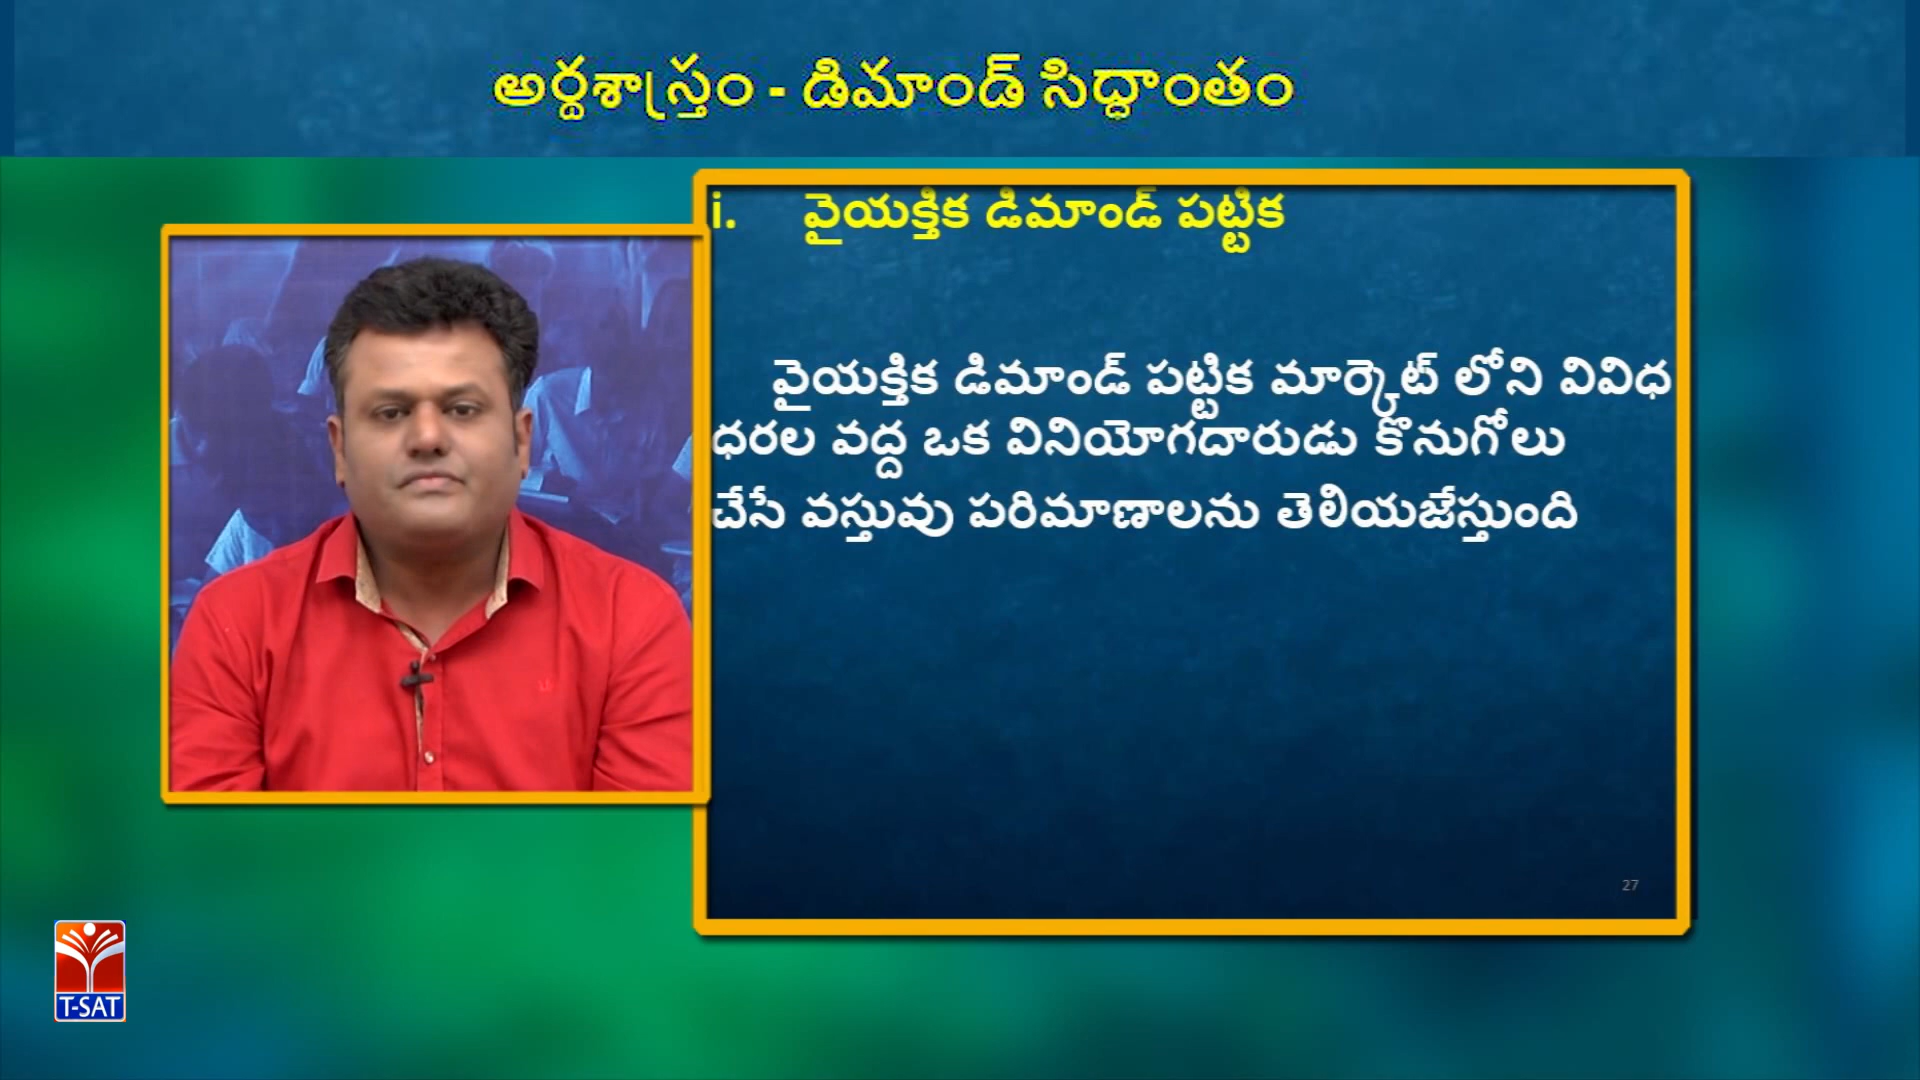 అర్థశాస్త్రం - డిమాండ్ సిద్ధాంతం
i. వైయక్తిక డిమాండ్ పట్టిక
వైయక్తిక డిమాండ్ పట్టిక మార్కెట్ లోని వివిధ
ధరల వద్ద ఒక వినియోగదారుడు కొనుగోలు
చేసే వస్తువు పరిమాణాలను తెలియజేస్తుంది
27
T-SAT